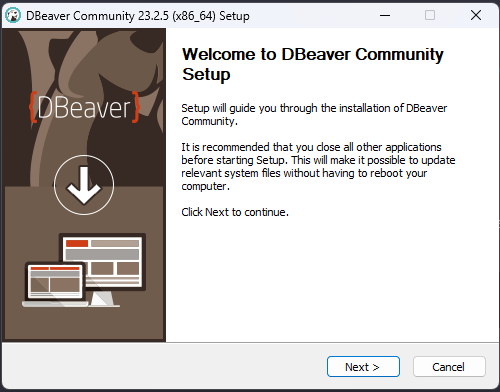 DBeaver Community 23.2.5 (x86_64) Setup
{DBeaver}
Welcome to DBeaver Community
Setup
Setup will guide you through the installation of DBeaver
Community.
It is recommended that you close all other applications
before starting Setup. This will make it possible to update
relevant system files without having to reboot your
computer.
Click Next to continue.
Next >
Cancel